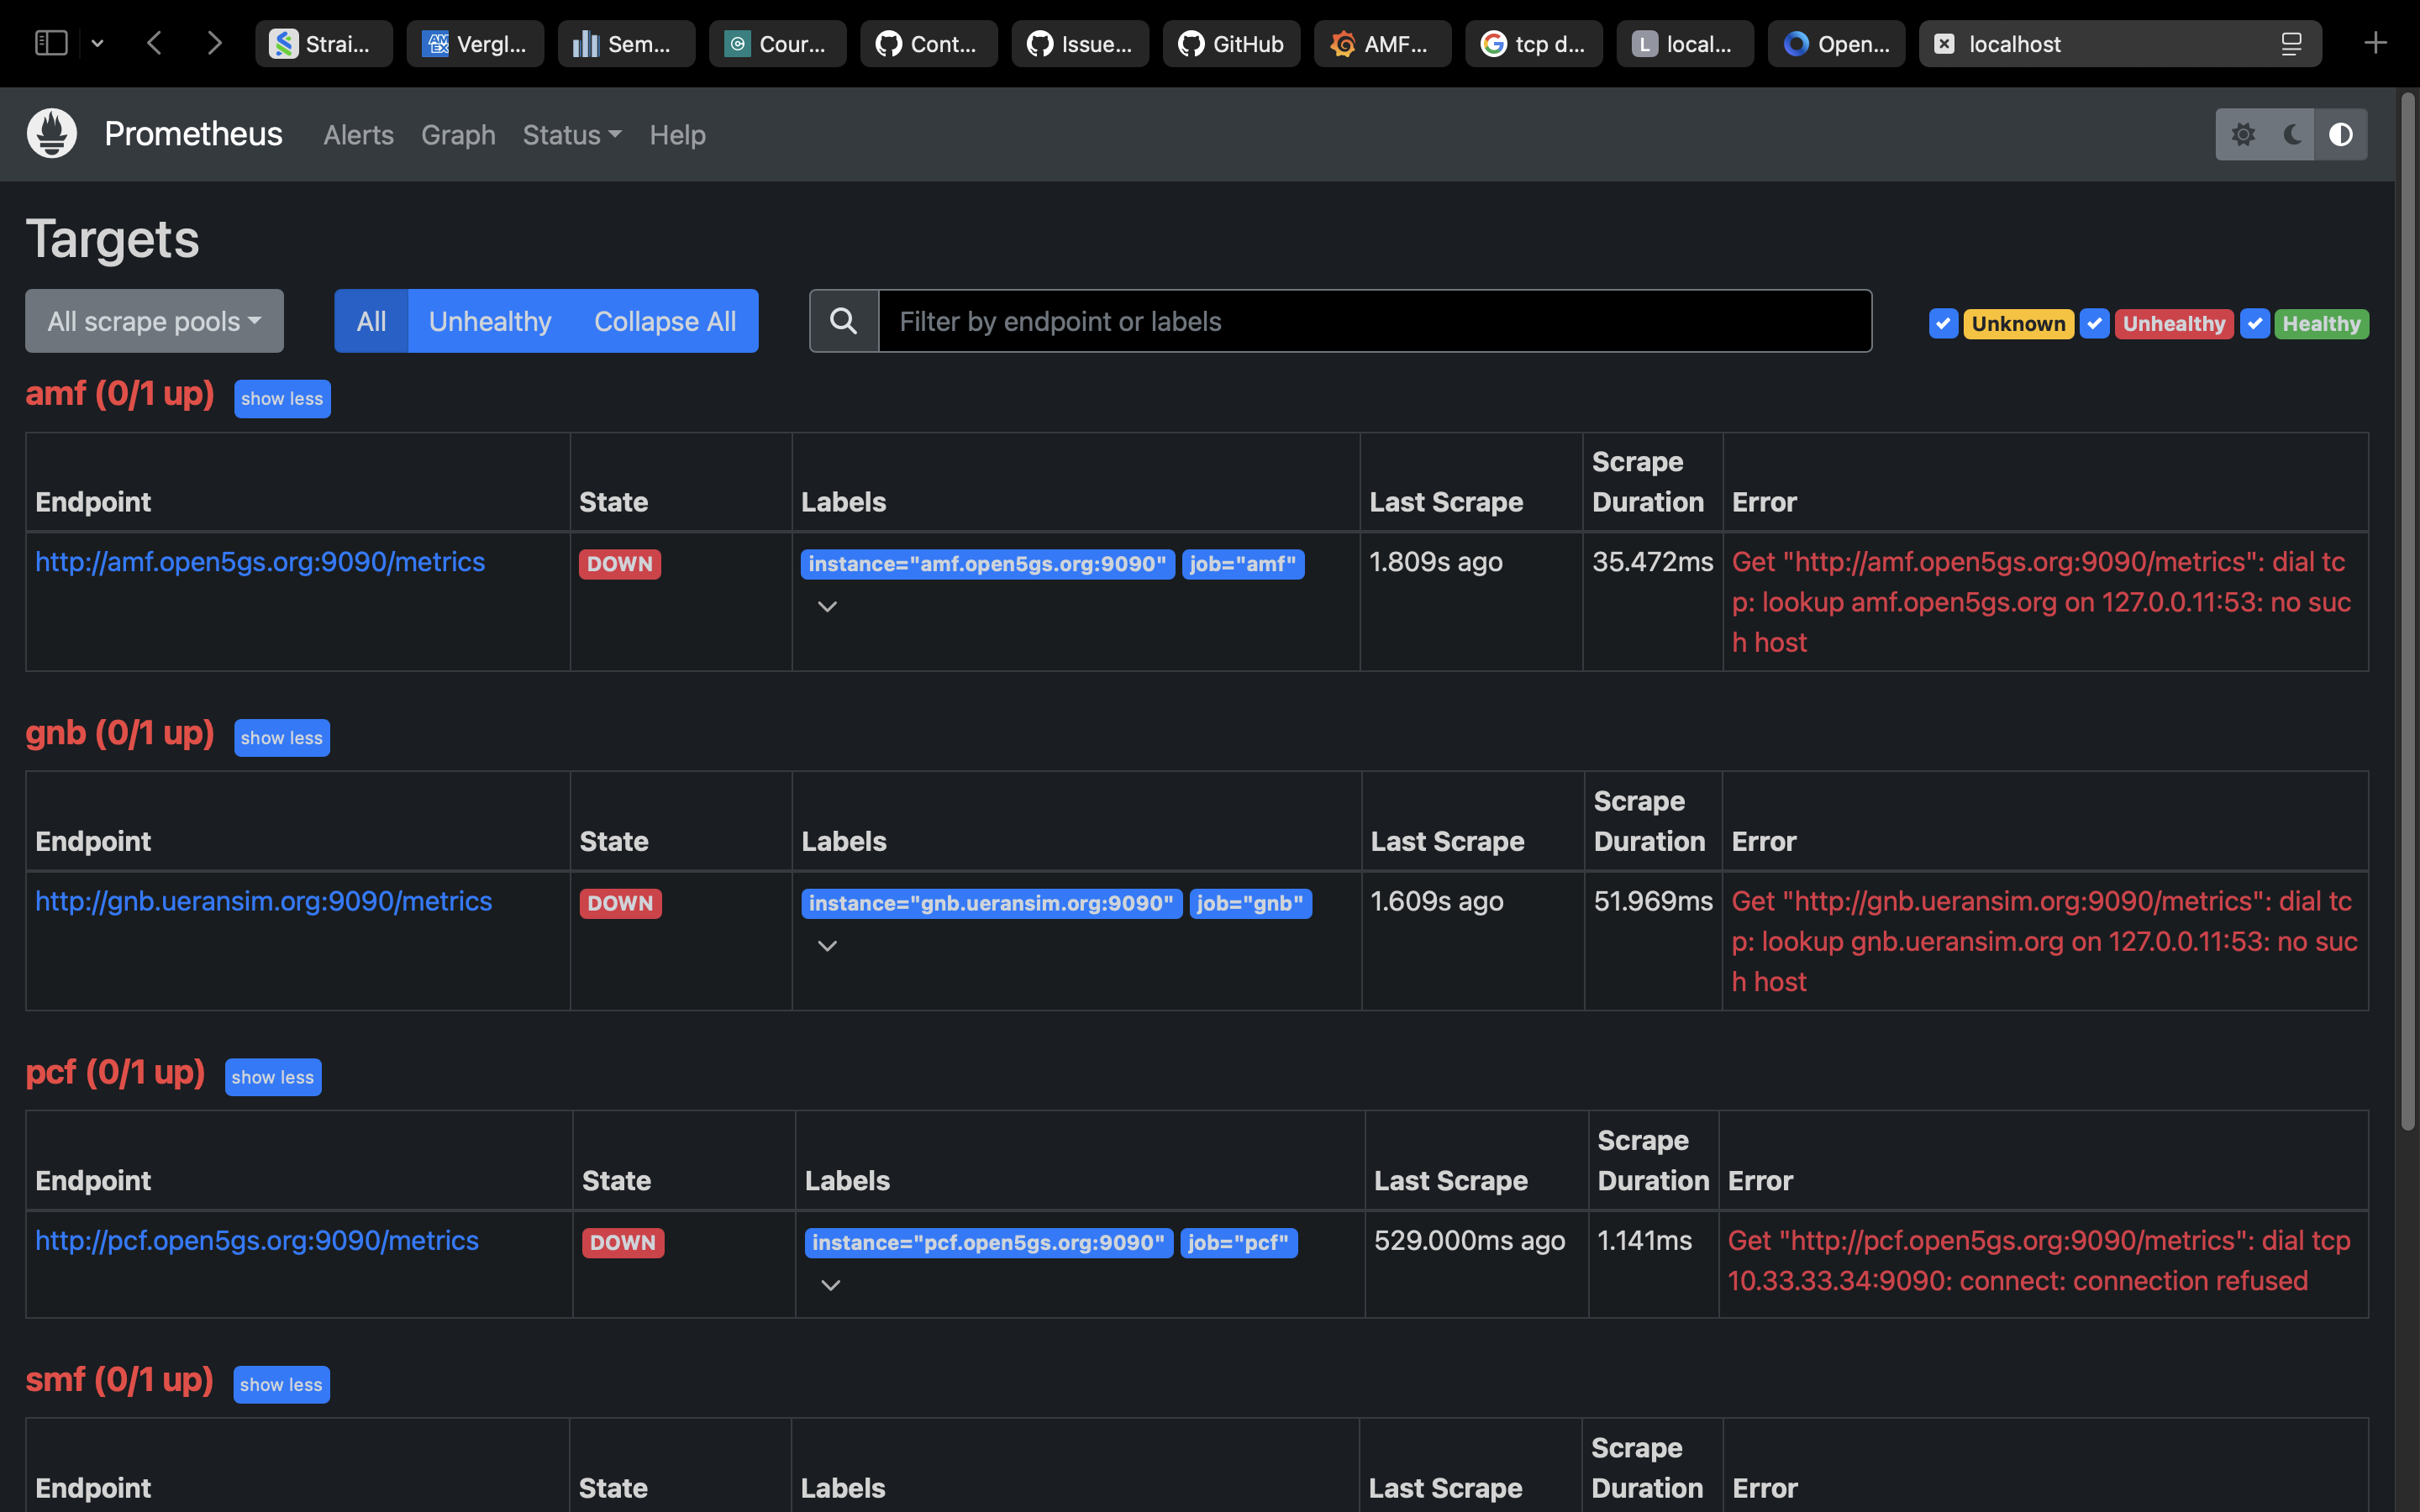 Strai... Vergl... Sem... Cour... Cont... Issue... GitHub AMF... tcp d... L local... Open... localhost
Prometheus Alerts Graph Status Help
Targets
All scrape pools All Unhealthy Collapse All Filter by endpoint or labels Unknown Unhealthy Healthy
amf (0/1 up) show less
Endpoint State Labels Last Scrape Scrape Duration Error
http://amf.open5gs.org:9090/metrics DOWN instance="amf.open5gs.org:9090" job="amf" 1.809s ago 35.472ms Get "http://amf.open5gs.org:9090/metrics": dial tc
p: lookup amf.open5gs.org on 127.0.0.11:53: no suc
h host
gnb (0/1 up) show less
Endpoint State Labels Last Scrape Scrape Duration Error
http://gnb.ueransim.org:9090/metrics DOWN instance="gnb.ueransim.org:9090" job="gnb" 1.609s ago 51.969ms Get "http://gnb.ueransim.org:9090/metrics": dial tc
p: lookup gnb.ueransim.org on 127.0.0.11:53: no suc
h host
pcf (0/1 up) show less
Endpoint State Labels Last Scrape Scrape Duration Error
http://pcf.open5gs.org:9090/metrics DOWN instance="pcf.open5gs.org:9090" job="pcf" 529.000ms ago 1.141ms Get "http://pcf.open5gs.org:9090/metrics": dial tcp
10.33.33.34:9090: connect: connection refused
smf (0/1 up) show less
Endpoint State Labels Last Scrape Scrape Duration Error